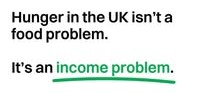 Hunger in the UK isn't a
food problem.
It's an income problem.